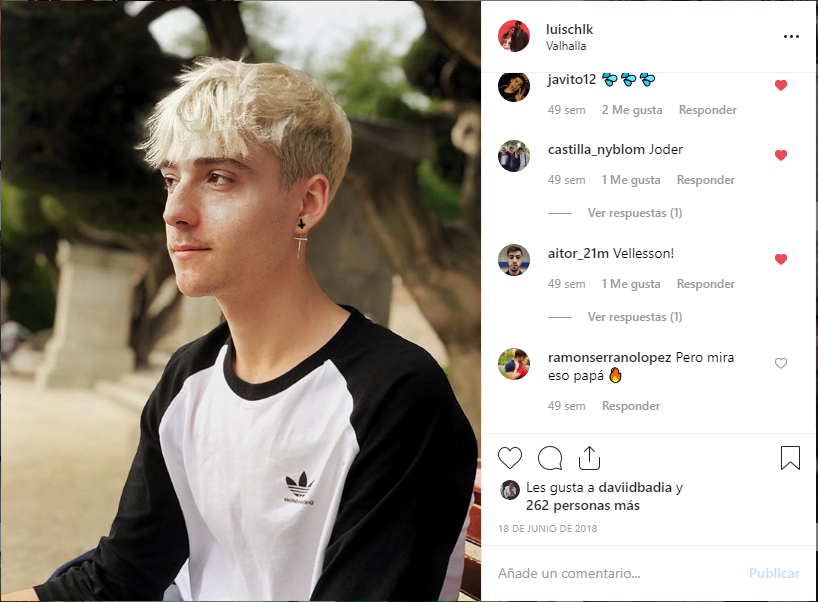 luischlk
Valhalla
javito12 💦💦💦
49 sem 2 Me gusta Responder
castilla_nyblom Joder
49 sem 1 Me gusta Responder
Ver respuestas (1)
aitor_21m Vellesson!
49 sem 1 Me gusta Responder
Ver respuestas (1)
ramonserranolopez Pero mira
eso papá 🔥
49 sem Responder
Les gusta a daviidbadia y
262 personas más
18 DE JUNIO DE 2018
Añade un comentario... Publicar